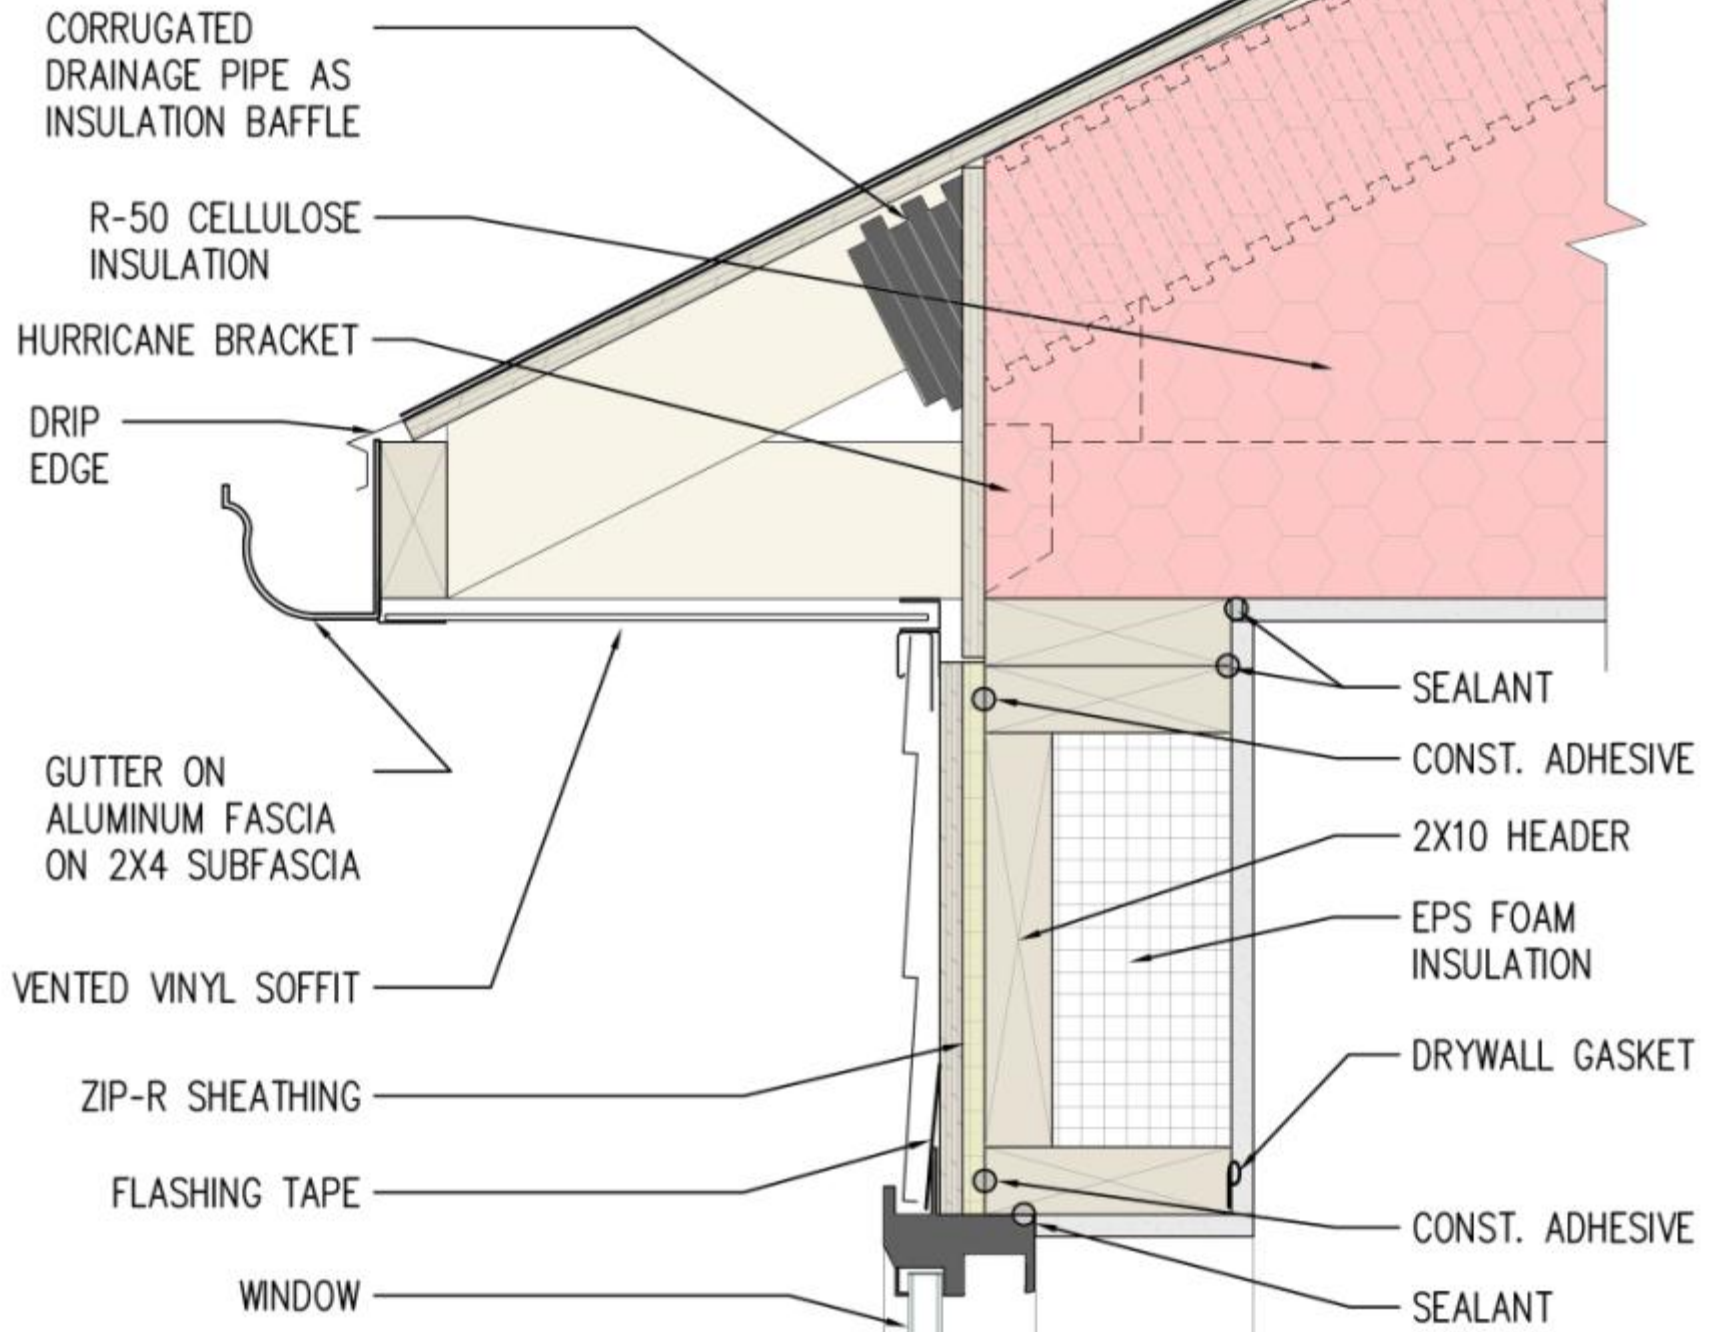 CORRUGATED
DRAINAGE PIPE AS
INSULATION BAFFLE
R-50 CELLULOSE
INSULATION
HURRICANE BRACKET
DRIP
EDGE
GUTTER ON
ALUMINUM FASCIA
ON 2X4 SUBFASCIA
VENTED VINYL SOFFIT
ZIP-R SHEATHING
FLASHING TAPE
WINDOW
SEALANT
CONST. ADHESIVE
2X10 HEADER
EPS FOAM
INSULATION
DRYWALL GASKET
CONST. ADHESIVE
SEALANT